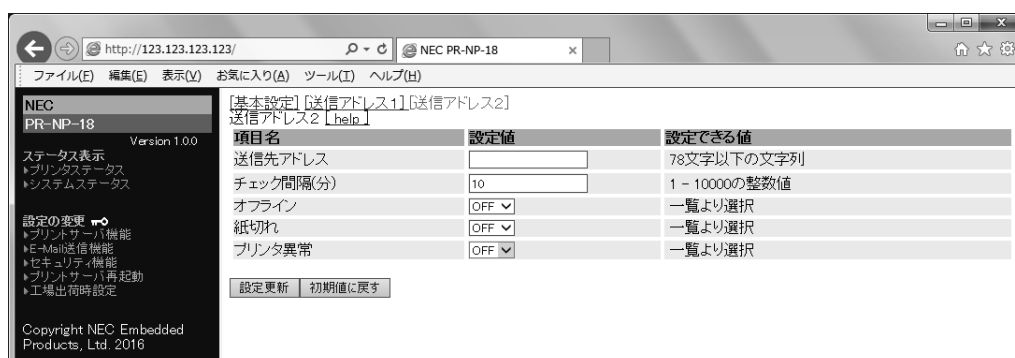 http://123.123.123.123/
NEC PR-NP-18
ファイル(F) 編集(E) 表示(V) お気に入り(A) ツール(T) ヘルプ(H)
NEC
PR-NP-18
Version 1.0.0
ステータス表示
プリンタステータス
システムステータス
設定の変更
プリントサーバ機能
E-Mail送信機能
セキュリティ機能
プリントサーバ再起動
工場出荷時設定
Copyright NEC Embedded
Products, Ltd. 2016
[基本設定] [送信アドレス1] [送信アドレス2]
送信アドレス2 [ help ]
項目名 設定値 設定できる値
送信先アドレス 78文字以下の文字列
チェック間隔(分) 10 1 - 10000の整数値
オフライン OFF 一覧より選択
紙切れ OFF 一覧より選択
プリンタ異常 OFF 一覧より選択
設定更新 初期値に戻す